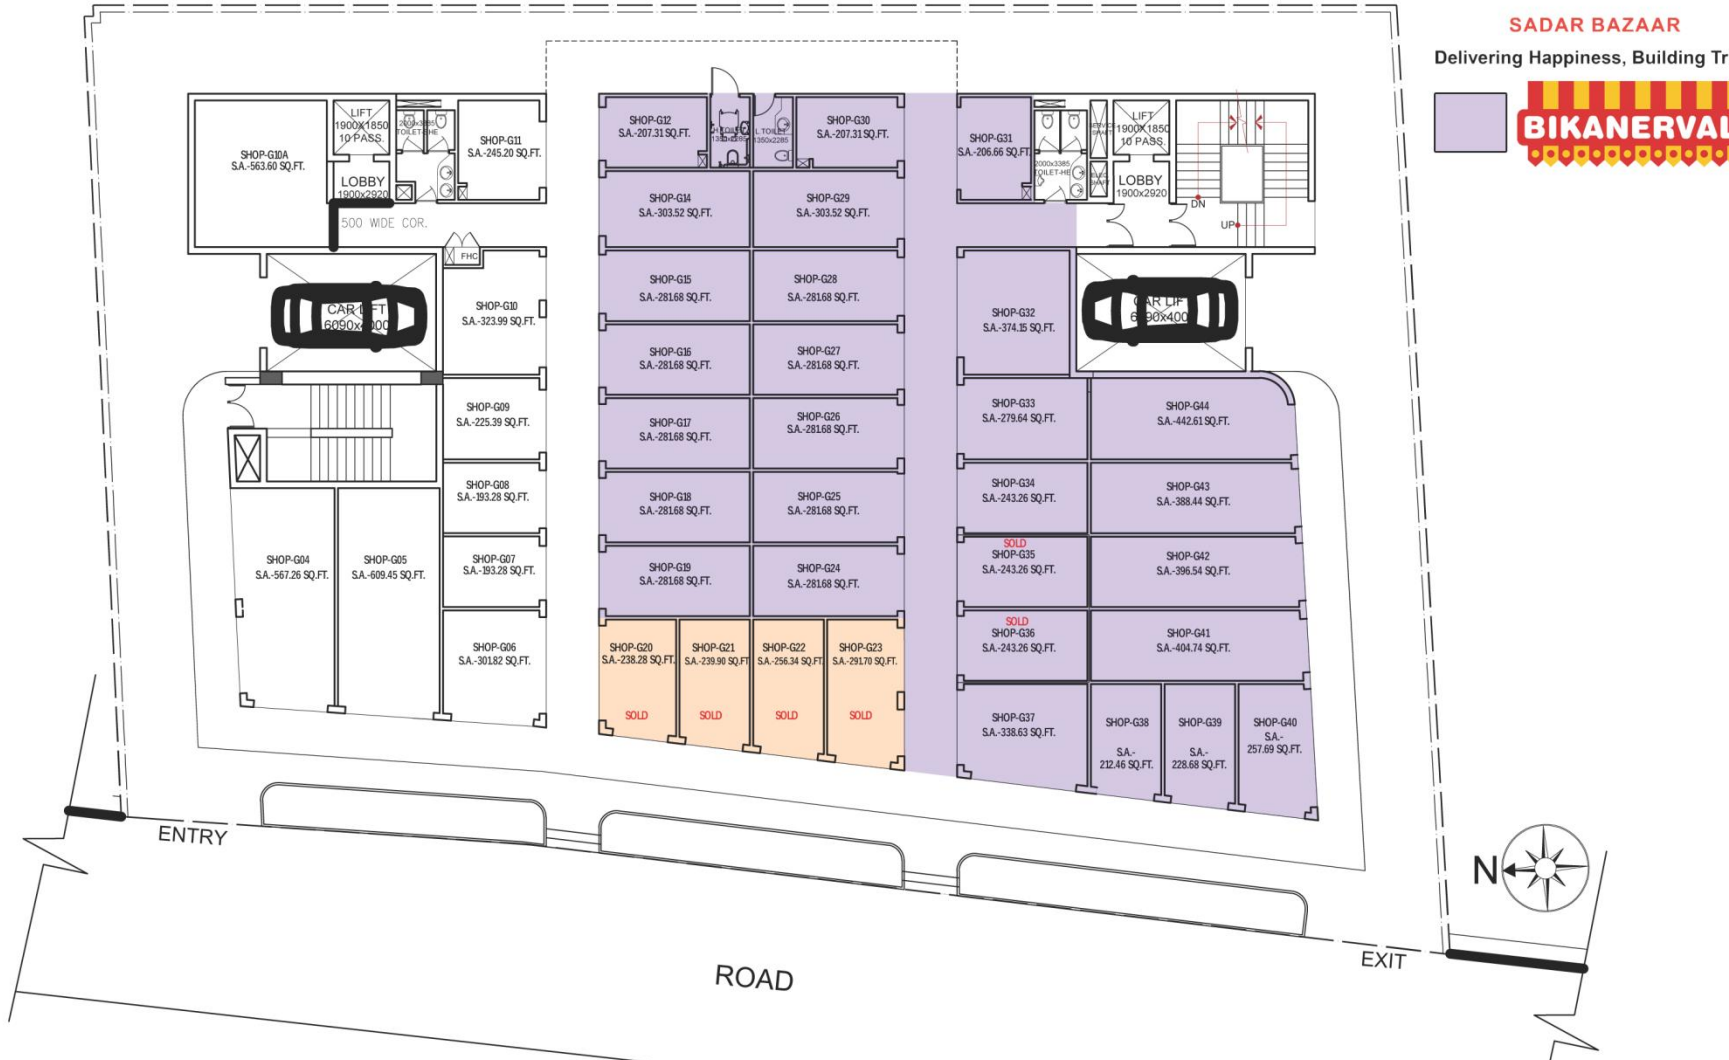 SADAR BAZAAR
Delivering Happiness, Building Tr
BIKANERVAL
SHOP-G10A
S.A.-563.60 SQ.FT.
LIFT
1900X1850
10 PASS.
LOBBY
1900x2920
500 WIDE COR.
SHOP-G11
S.A.-245.20 SQ.FT.
SHOP-G12
S.A.-207.31 SQ.FT.
L.TOILET
1350x2285
SHOP-G30
S.A.-207.31 SQ.FT.
SHOP-G31
S.A.-206.66 SQ.FT.
2000x3385
TOILET-HE
LIFT
1900X1850
10 PASS.
LOBBY
1900x2920
DN
UP
FHC
SHOP-G14
S.A.-303.52 SQ.FT.
SHOP-G29
S.A.-303.52 SQ.FT.
CAR LIFT
SHOP-G10
S.A.-323.99 SQ.FT.
SHOP-G15
S.A.-281.68 SQ.FT.
SHOP-G28
S.A.-281.68 SQ.FT.
SHOP-G32
S.A.-374.15 SQ.FT.
CAR LIF
SHOP-G16
S.A.-281.68 SQ.FT.
SHOP-G27
S.A.-281.68 SQ.FT.
SHOP-G09
S.A.-225.39 SQ.FT.
SHOP-G17
S.A.-281.68 SQ.FT.
SHOP-G26
S.A.-281.68 SQ.FT.
SHOP-G33
S.A.-279.64 SQ.FT.
SHOP-G44
S.A.-442.61 SQ.FT.
SHOP-G08
S.A.-193.28 SQ.FT.
SHOP-G18
S.A.-281.68 SQ.FT.
SHOP-G25
S.A.-281.68 SQ.FT.
SHOP-G34
S.A.-243.26 SQ.FT.
SHOP-G43
S.A.-388.44 SQ.FT.
SHOP-G04
S.A.-567.26 SQ.FT.
SHOP-G05
S.A.-609.45 SQ.FT.
SHOP-G07
S.A.-193.28 SQ.FT.
SHOP-G19
S.A.-281.68 SQ.FT.
SHOP-G24
S.A.-281.68 SQ.FT.
SOLD
SHOP-G35
S.A.-243.26 SQ.FT.
SHOP-G42
S.A.-396.54 SQ.FT.
SHOP-G06
S.A.-301.82 SQ.FT.
SHOP-G20
S.A.-238.28 SQ.FT.
SOLD
SHOP-G21
S.A.-239.90 SQ.FT
SOLD
SHOP-G22
S.A.-256.34 SQ.FT.
SOLD
SHOP-G23
S.A.-291.70 SQ.FT.
SOLD
SOLD
SHOP-G36
S.A.-243.26 SQ.FT.
SHOP-G41
S.A.-404.74 SQ.FT.
SHOP-G37
S.A.-338.63 SQ.FT.
SHOP-G38
S.A.-
212.46 SQ.FT.
SHOP-G39
S.A.-
228.68 SQ.FT.
SHOP-G40
S.A.-
257.69 SQ.FT.
ENTRY
ROAD
EXIT
N